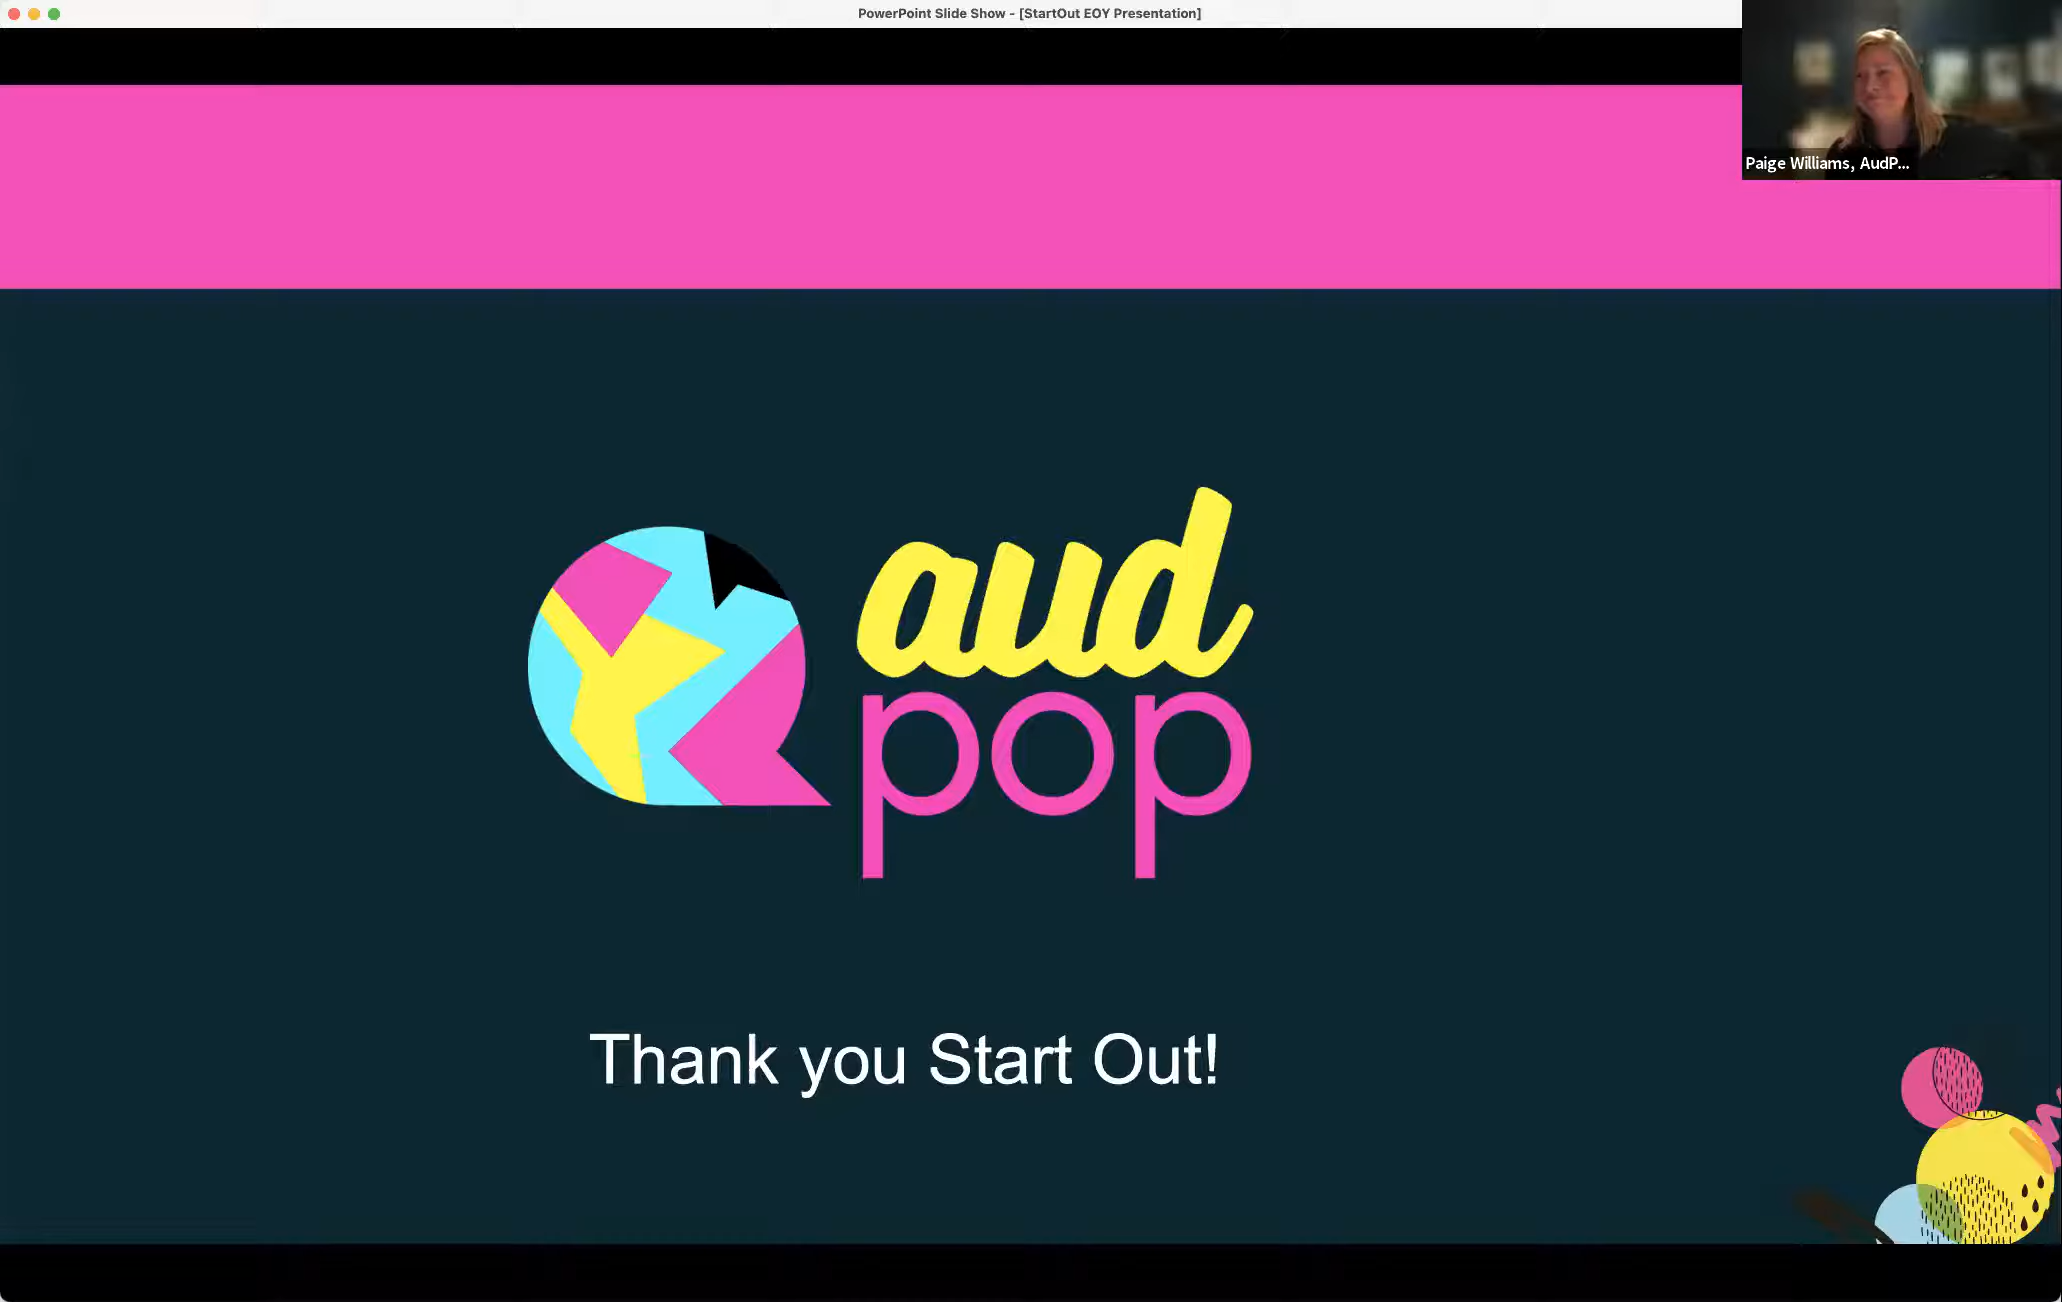 PowerPoint Slide Show - [StartOut EOY Presentation]
Paige Williams, AudP...
aud
pop
Thank you Start Out!